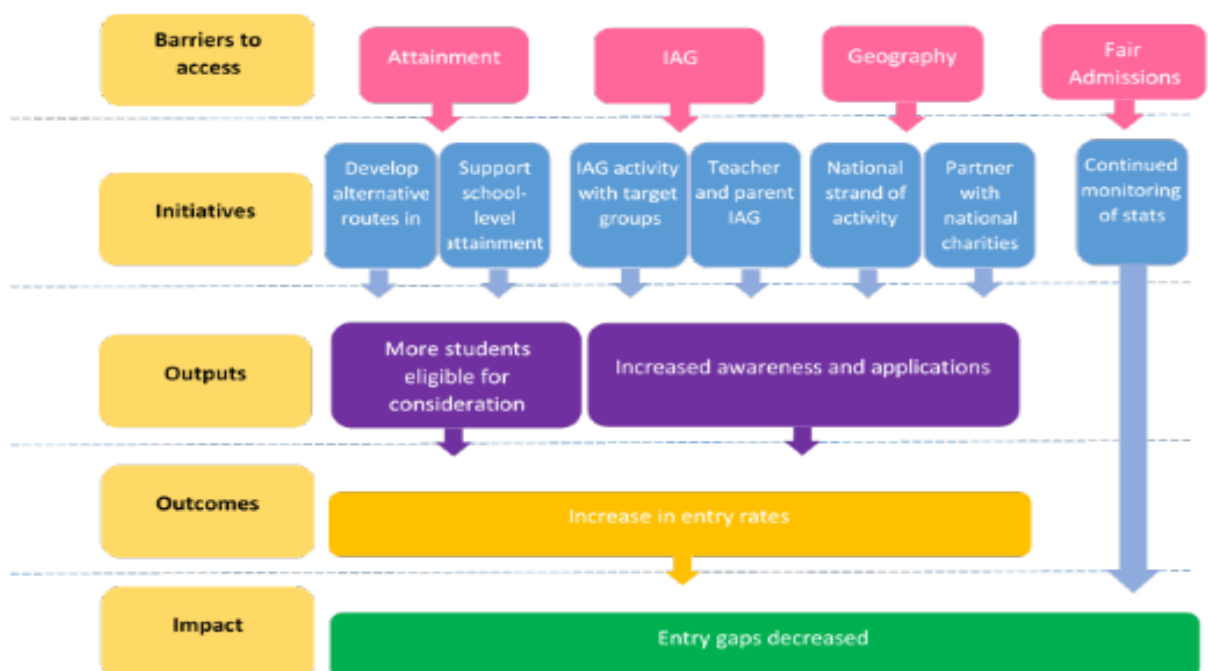 Barriers to
access
Attainment
IAG
Geography
Fair
Admissions
Initiatives
Develop
alternative
routes in
Support
school-
level
attainment
IAG activity
with target
groups
Teacher
and parent
IAG
National
strand of
activity
Partner
with
national
charities
Continued
monitoring
of stats
Outputs
More students
eligible for
consideration
Increased awareness and applications
Outcomes
Increase in entry rates
Impact
Entry gaps decreased